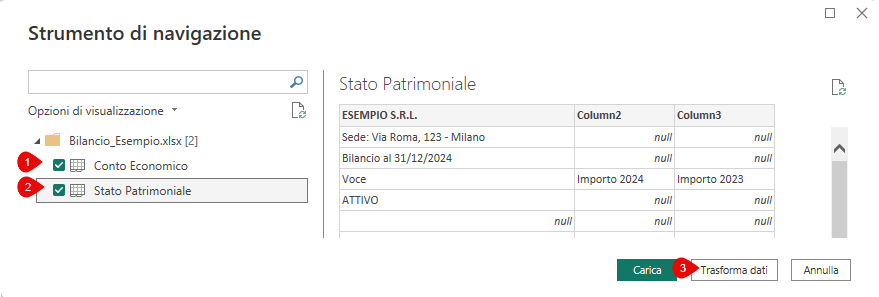 Strumento di navigazione
Opzioni di visualizzazione
Bilancio_Esempio.xlsx [2]
1 Conto Economico
2 Stato Patrimoniale
Stato Patrimoniale
ESEMPIO S.R.L. Column2 Column3
Sede: Via Roma, 123 - Milano null null
Bilancio al 31/12/2024 null null
Voce Importo 2024 Importo 2023
ATTIVO null null
null null null
Carica 3 Trasforma dati Annulla